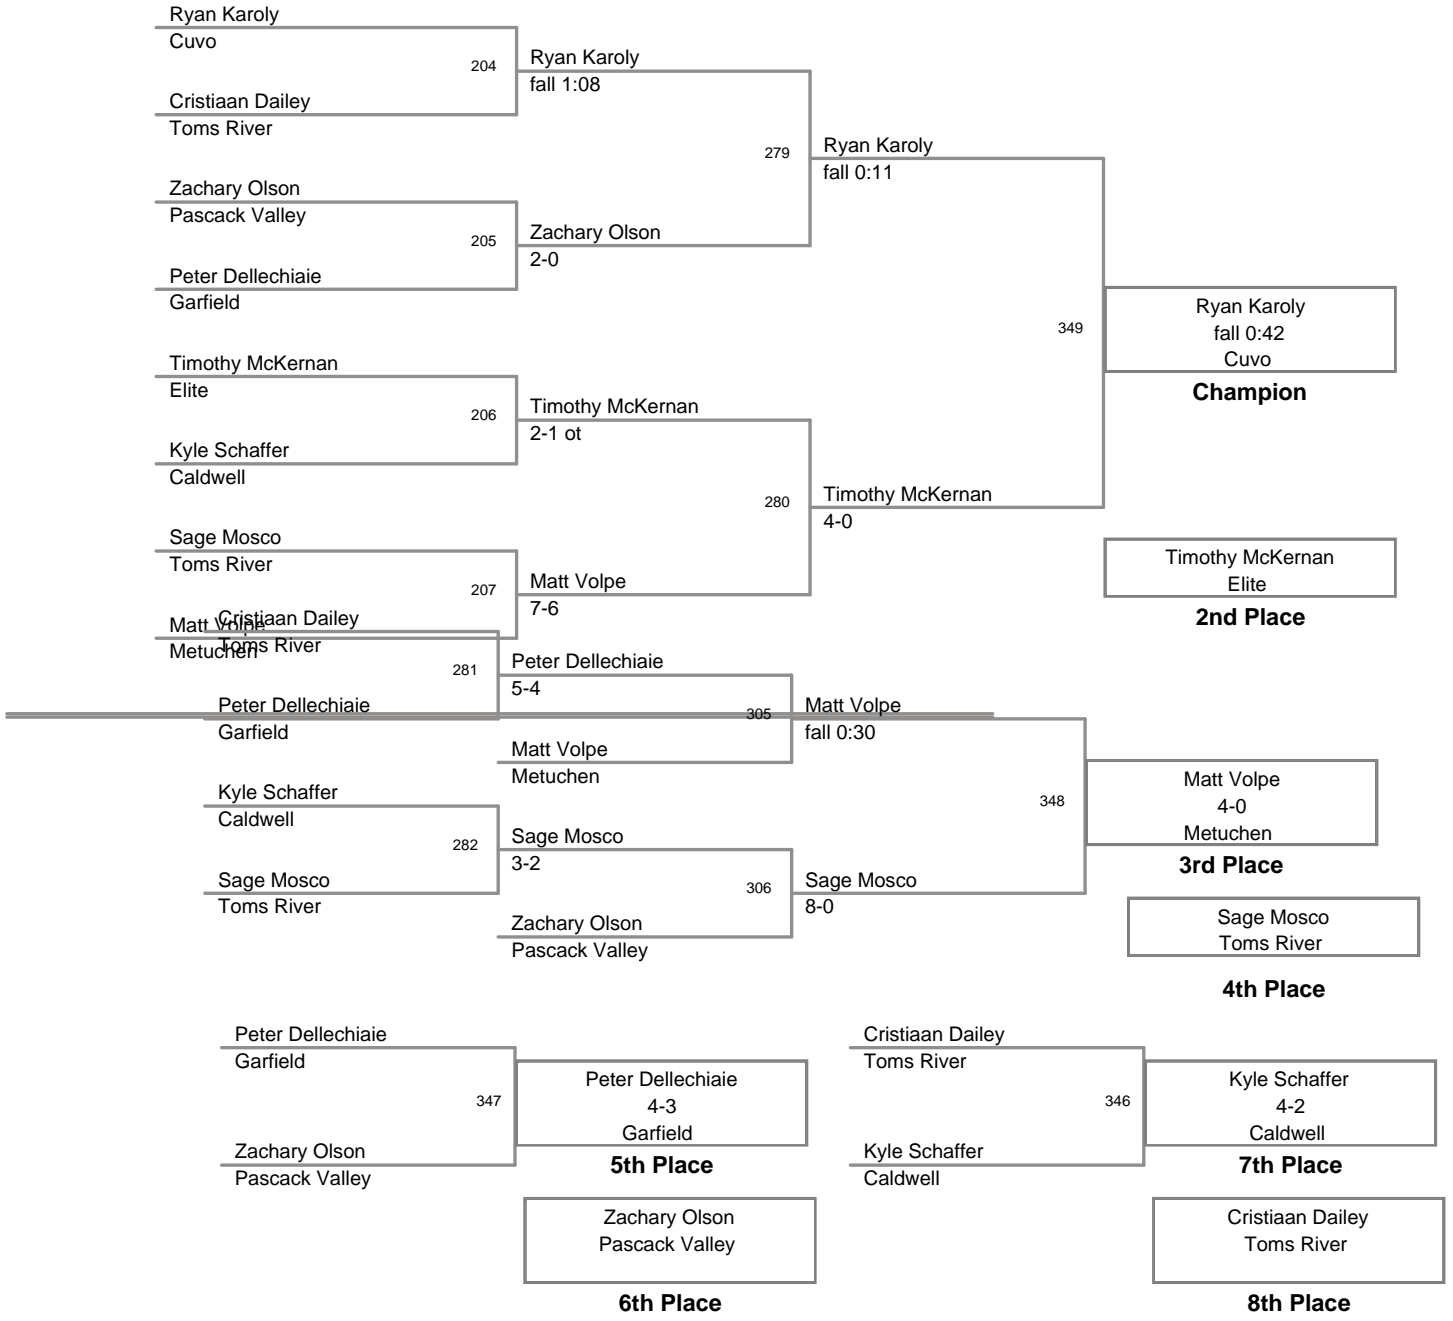 Ryan Karoly
Cuvo
204
Ryan Karoly
fall 1:08
Cristiaan Dailey
Toms River
279
Ryan Karoly
fall 0:11
Zachary Olson
Pascack Valley
205
Zachary Olson
2-0
Peter Dellechiaie
Garfield
349
Ryan Karoly
fall 0:42
Cuvo
Champion
Timothy McKernan
Elite
206
Timothy McKernan
2-1 ot
Kyle Schaffer
Caldwell
280
Timothy McKernan
4-0
Sage Mosco
Toms River
207
Matt Volpe
7-6
Matt Volpe
Metuchen
Timothy McKernan
Elite
2nd Place
Cristiaan Dailey
Toms River
281
Peter Dellechiaie
5-4
Peter Dellechiaie
Garfield
305
Matt Volpe
fall 0:30
Matt Volpe
Metuchen
Kyle Schaffer
Caldwell
282
Sage Mosco
3-2
Sage Mosco
Toms River
306
Sage Mosco
8-0
Zachary Olson
Pascack Valley
348
Matt Volpe
4-0
Metuchen
3rd Place
Sage Mosco
Toms River
4th Place
Peter Dellechiaie
Garfield
347
Zachary Olson
Pascack Valley
Peter Dellechiaie
4-3
Garfield
5th Place
Zachary Olson
Pascack Valley
6th Place
Cristiaan Dailey
Toms River
346
Kyle Schaffer
Caldwell
Kyle Schaffer
4-2
Caldwell
7th Place
Cristiaan Dailey
Toms River
8th Place